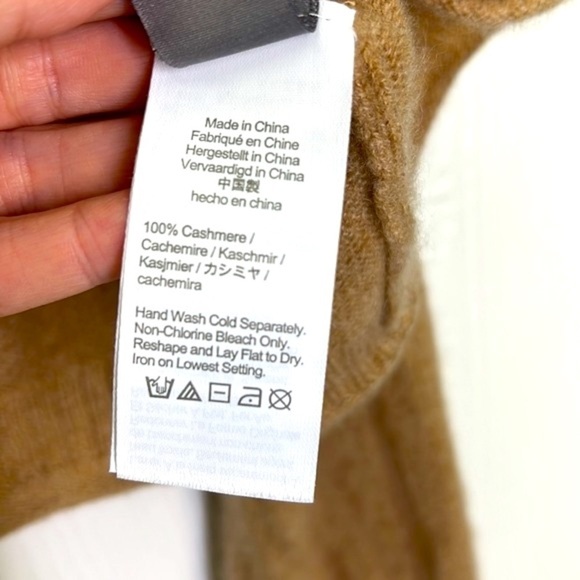 Made in China
Fabriqué en Chine
Hergestellt in China
Vervaardigd in China
中国製
hecho en china
100% Cashmere /
Cachemire / Kaschmir /
Kasjmier / カシミヤ /
cachemira
Hand Wash Cold Separately.
Non-Chlorine Bleach Only.
Reshape and Lay Flat to Dry.
Iron on Lowest Setting.